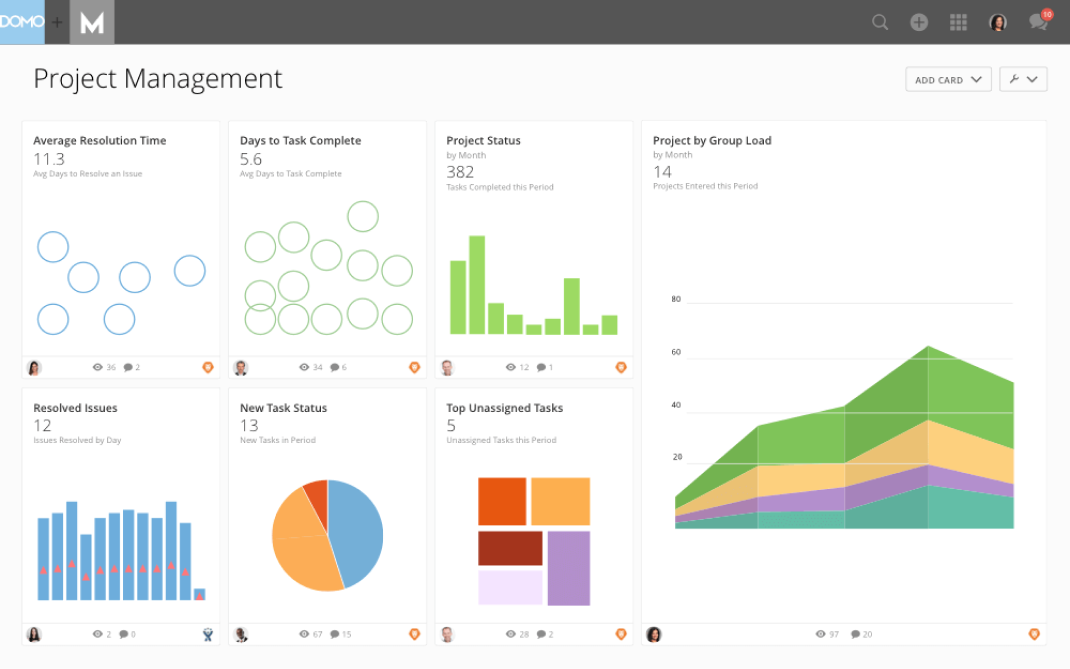 DOMO + M
10
Project Management
ADD CARD
Average Resolution Time
11.3
Avg Days to Resolve an Issue
36 2
Days to Task Complete
5.6
Avg Days to Task Complete
34 6
Project Status
by Month
382
Tasks Completed this Period
12 1
Project by Group Load
by Month
14
Projects Entered this Period
80
60
40
20
97 20
Resolved Issues
12
Issues Resolved by Day
2 0
New Task Status
13
New Tasks in Period
67 15
Top Unassigned Tasks
5
Unassigned Tasks this Period
28 2